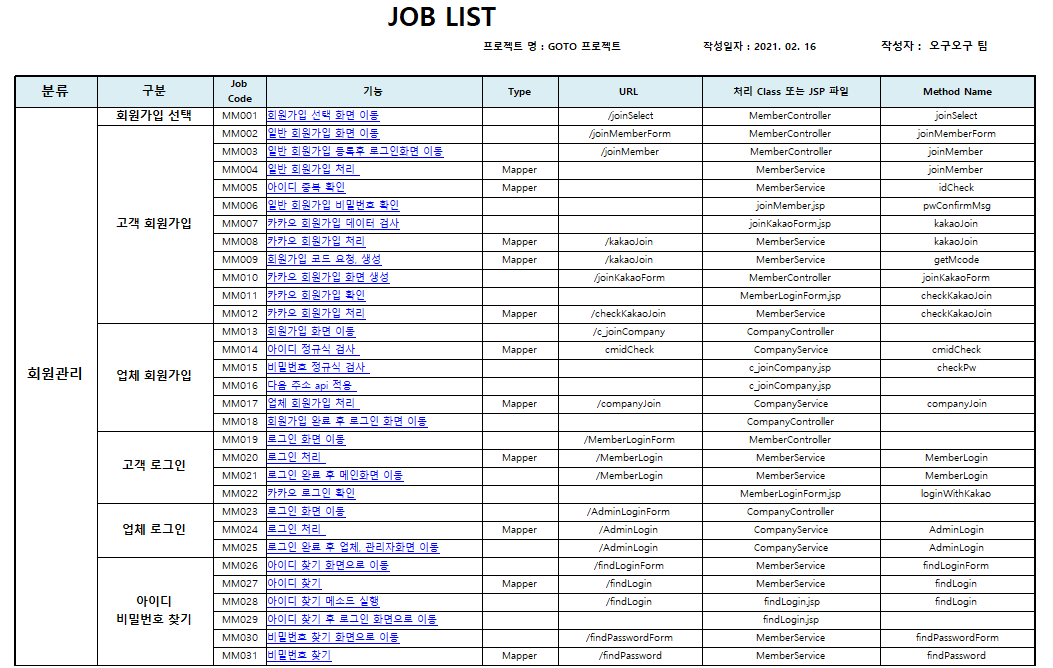 JOB LIST
프로젝트 명 : GOTO 프로젝트 작성일자 : 2021. 02. 16 작성자 : 오구오구 팀
분류 구분 Job Code 기능 Type URL 처리 Class 또는 JSP 파일 Method Name
회원관리
회원가입 선택 MM001 회원가입 선택 화면 이동 /joinSelect MemberController joinSelect
고객 회원가입
MM002 일반 회원가입 화면 이동 /joinMemberForm MemberController joinMemberForm
MM003 일반 회원가입 등록후 로그인화면 이동 /joinMember MemberController joinMember
MM004 일반 회원가입 처리 Mapper MemberService joinMember
MM005 아이디 중복 확인 Mapper MemberService idCheck
MM006 일반 회원가입 비밀번호 확인 joinMember.jsp pwConfirmMsg
MM007 카카오 회원가입 데이터 검사 joinKakaoForm.jsp kakaoJoin
MM008 카카오 회원가입 처리 Mapper /kakaoJoin MemberService kakaoJoin
MM009 회원가입 코드 요청, 생성 Mapper /kakaoJoin MemberService getMcode
MM010 카카오 회원가입 화면 생성 /joinKakaoForm MemberController joinKakaoForm
MM011 카카오 회원가입 확인 MemberLoginForm.jsp checkKakaoJoin
MM012 카카오 회원가입 처리 Mapper /checkKakaoJoin MemberService checkKakaoJoin
업체 회원가입
MM013 회원가입 화면 이동 /c_joinCompany CompanyController
MM014 아이디 정규식 검사 Mapper cmidCheck CompanyService cmidCheck
MM015 비밀번호 정규식 검사 c_joinCompany.jsp checkPw
MM016 다음 주소 api 적용 c_joinCompany.jsp
MM017 업체 회원가입 처리 Mapper /companyJoin CompanyService companyJoin
MM018 회원가입 완료 후 로그인 화면 이동 CompanyController
고객 로그인
MM019 로그인 화면 이동 /MemberLoginForm MemberController
MM020 로그인 처리 Mapper /MemberLogin MemberService MemberLogin
MM021 로그인 완료 후 메인화면 이동 /MemberLogin MemberService MemberLogin
MM022 카카오 로그인 확인 MemberLoginForm.jsp loginWithKakao
업체 로그인
MM023 로그인 화면 이동 /AdminLoginForm CompanyController
MM024 로그인 처리 Mapper /AdminLogin CompanyService AdminLogin
MM025 로그인 완료 후 업체, 관리자화면 이동 /AdminLogin CompanyService AdminLogin
아이디
비밀번호 찾기
MM026 아이디 찾기 화면으로 이동 /findLoginForm MemberService findLoginForm
MM027 아이디 찾기 Mapper /findLogin MemberService findLogin
MM028 아이디 찾기 메소드 실행 /findLogin findLogin.jsp findLogin
MM029 아이디 찾기 후 로그인 화면으로 이동 findLogin.jsp
MM030 비밀번호 찾기 화면으로 이동 /findPasswordForm MemberService findPasswordForm
MM031 비밀번호 찾기 Mapper /findPassword MemberService findPassword